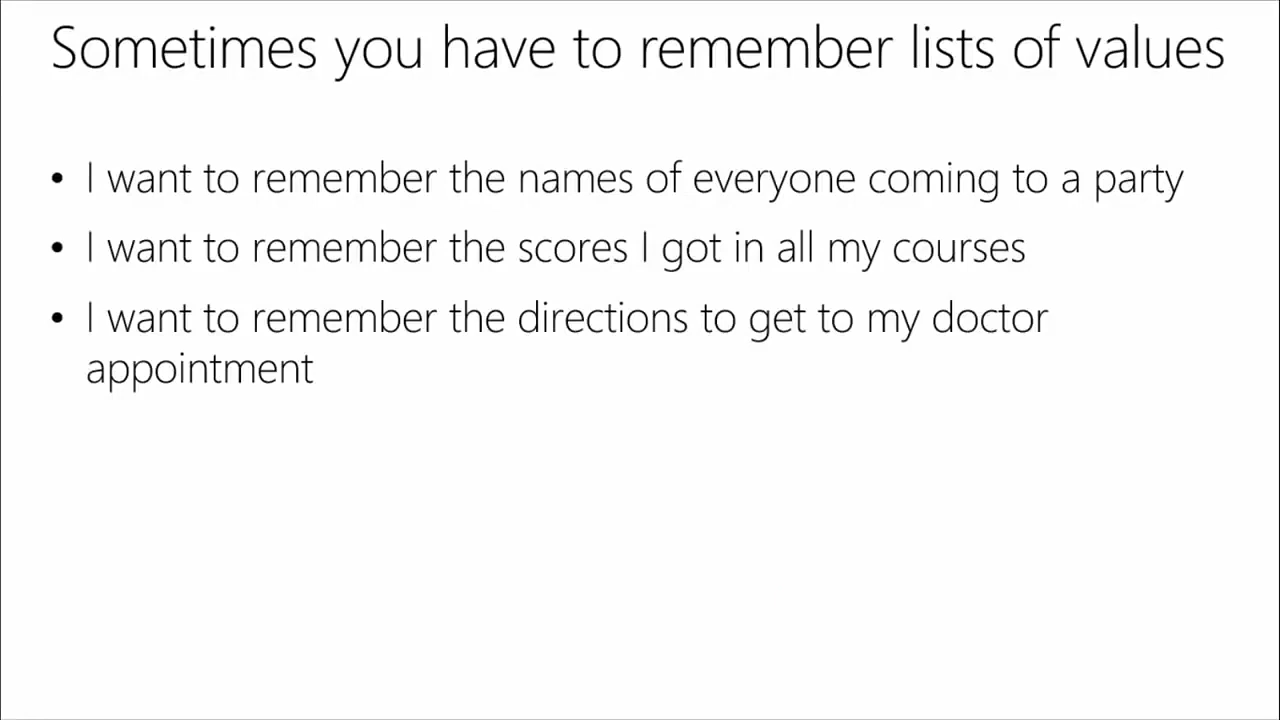 Sometimes you have to remember lists of values
• I want to remember the names of everyone coming to a party
• I want to remember the scores I got in all my courses
• I want to remember the directions to get to my doctor
appointment